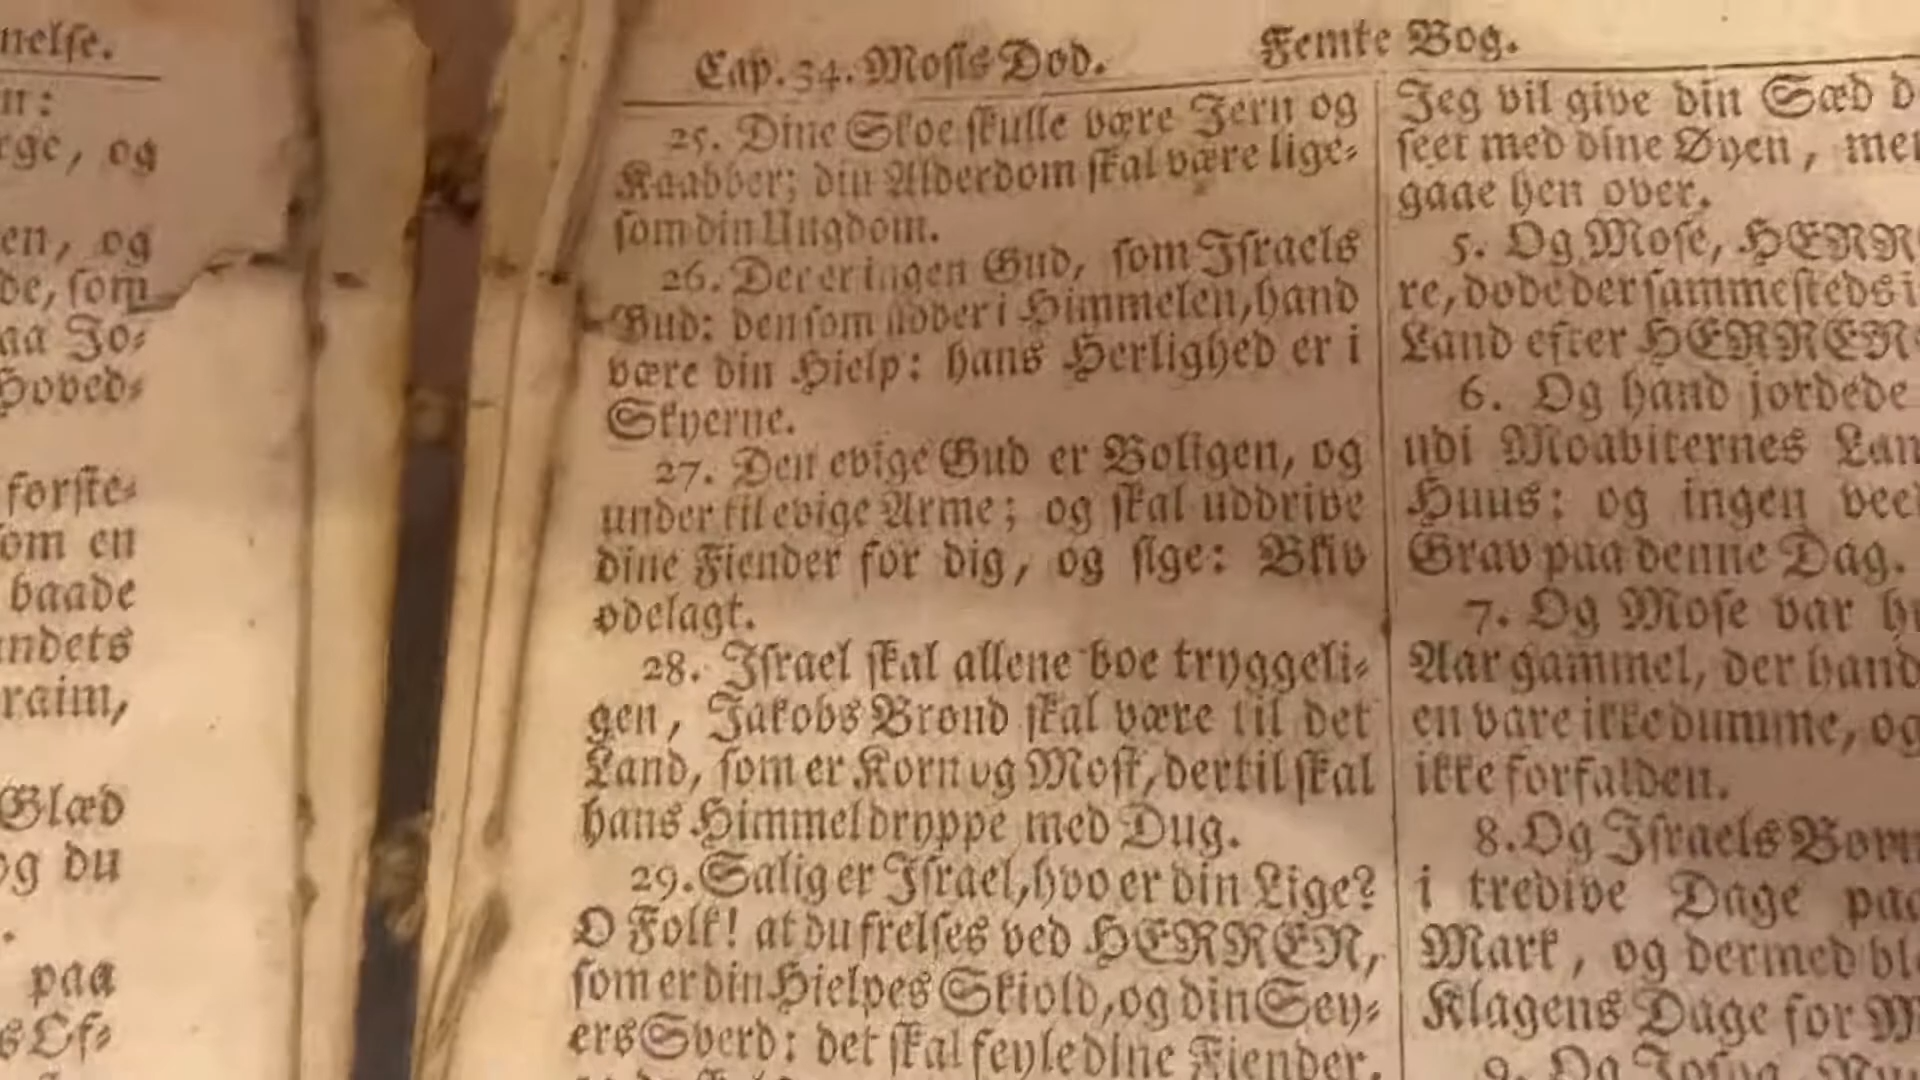 nelse.
n:
rge, og
en, og
de, som
aa Jo-
Hoved-
forste-
om en
baade
andets
raim,
Glæd
og du
.
paa
s Of-
Cap. 34. Mosis Død.
Femte Bog.
25. Dine Skoe skulle være Jern og
Kaabber; din Alderdom skal være lige-
som din Ungdom.
26. Der er ingen Gud, som Israels
Gud: den som i Himmelen, hand
være din Hielp: hans Herlighed er i
Skyerne.
27. Den evige Gud er Boligen, og
under til evige Arme; og skal uddrive
dine Fiender for dig, og sige: Bliv
ødelagt.
28. Israel skal allene boe tryggeli-
gen, Jakobs Brønd skal være til det
Land, som er Korn og Most, dertil skal
hans Himmel dryppe med Dug.
29. Salig er Israel, hvo er din Lige?
O Folk! at du frelses ved HERREN,
som er din Hielpes Skiold, og din Sey-
ers Sverd: det skal feyle dine Fiender,
Jeg vil give din Sæd d
seet med dine Øyen, men
gaae hen over.
5. Og Mose, HERR
re, døde der sammesteds i
Land efter HERREN
6. Og hand jordede
udi Moabiternes Lan
Huus: og ingen veed
Grav paa denne Dag.
7. Og Mose var hu
Aar gammel, der hand
en vare ikke dumme, og
ikke forfalden.
8. Og Israels Børn
i tredive Dage paa
Mark, og dermed ble
Klagens Dage for M
9. Og Josua, Nun